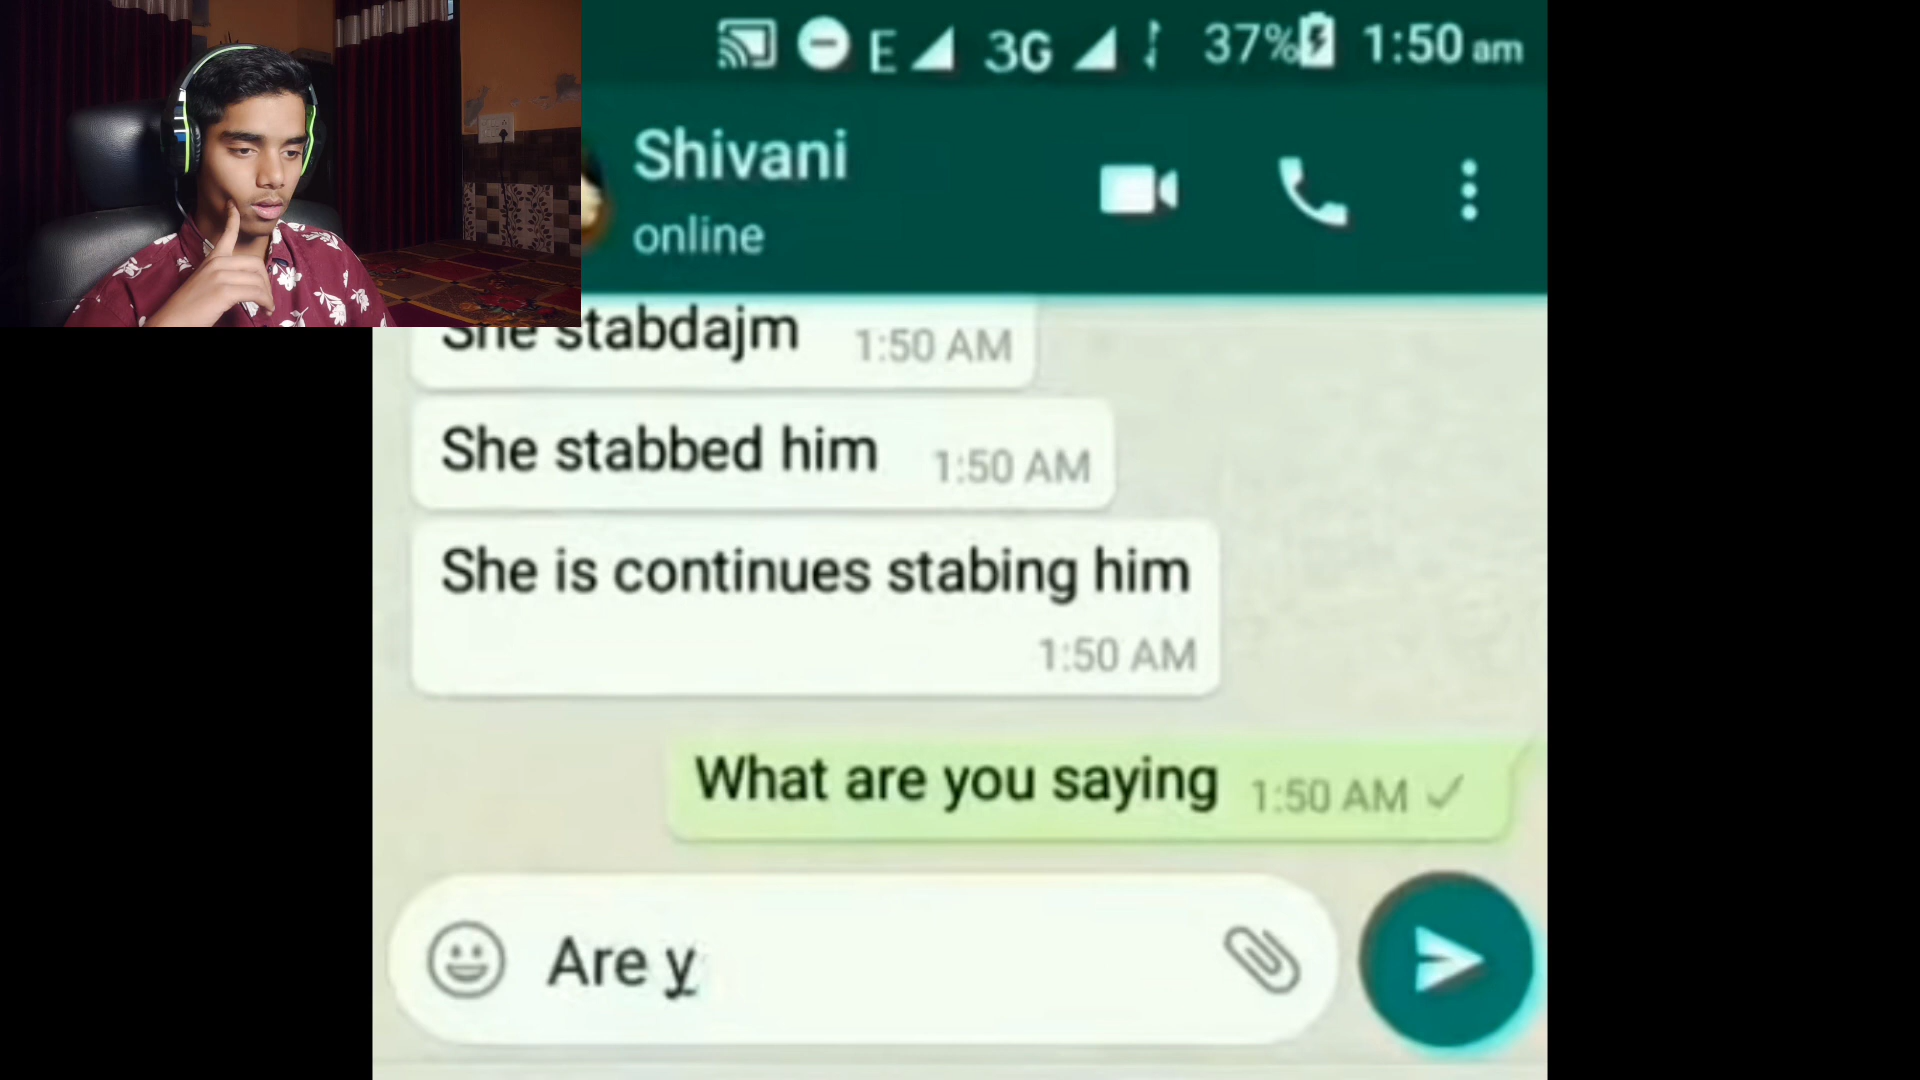 E 3G 37% 1:50 am
Shivani
online
She stabdajm 1:50 AM
She stabbed him 1:50 AM
She is continues stabing him
1:50 AM
What are you saying 1:50 AM
Are y